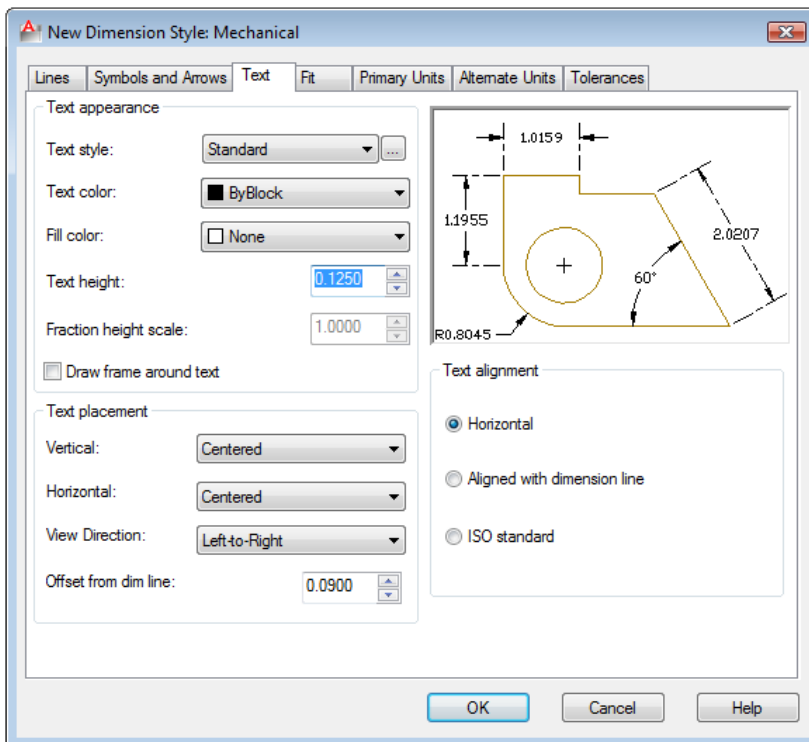 New Dimension Style: Mechanical
Lines Symbols and Arrows Text Fit Primary Units Alternate Units Tolerances
Text appearance
Text style: Standard ...
Text color: ByBlock
Fill color: None
Text height: 0.1250
Fraction height scale: 1.0000
Draw frame around text
Text placement
Vertical: Centered
Horizontal: Centered
View Direction: Left-to-Right
Offset from dim line: 0.0900
1.0159
1.1955
2.0207
60°
R0.8045
Text alignment
Horizontal
Aligned with dimension line
ISO standard
OK Cancel Help